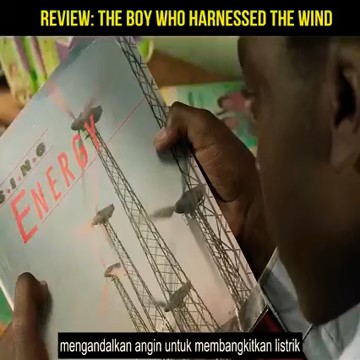 REVIEW: THE BOY WHO HARNESSED THE WIND
S.I.N.G
ENERGY
mengandalkan angin untuk membangkitkan listrik